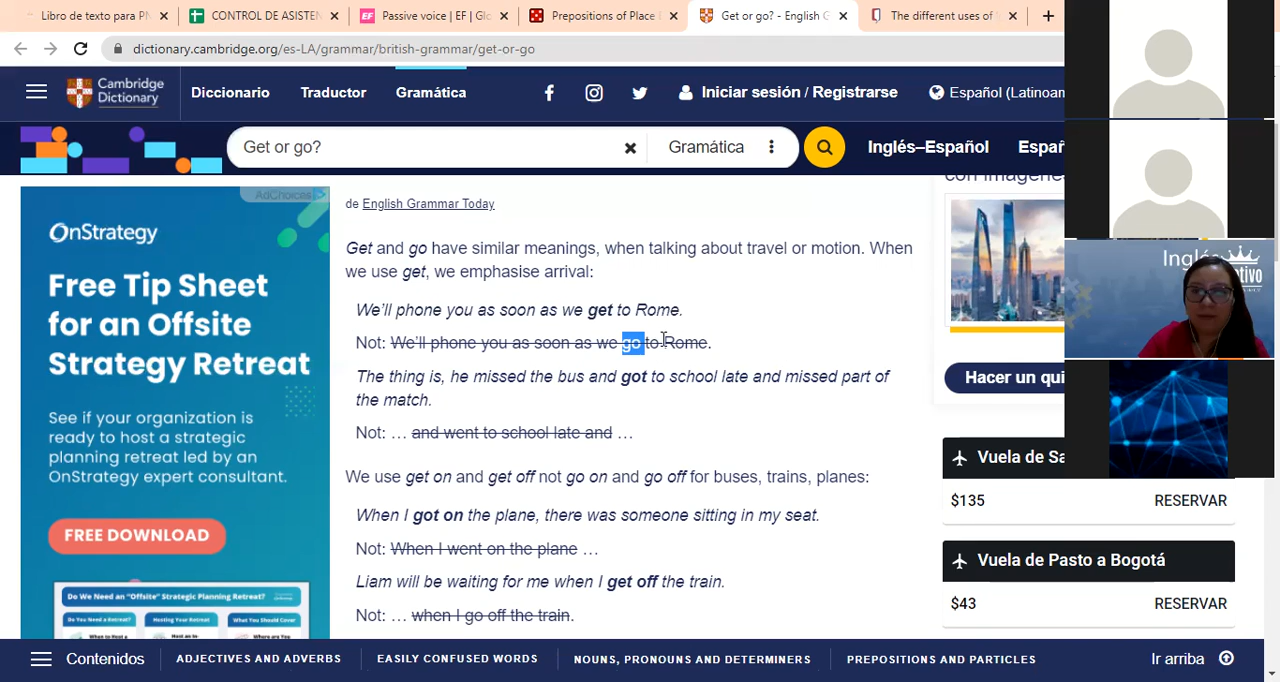 Libro de texto para PN
CONTROL DE ASISTEN
Passive voice | EF | Glo
Prepositions of Place
Get or go? - English G
The different uses of
dictionary.cambridge.org/es-LA/grammar/british-grammar/get-or-go
Cambridge
Dictionary
Diccionario
Traductor
Gramática
Iniciar sesión / Registrarse
Español (Latinoam
Get or go?
Gramática
Inglés–Español
Españ
con imágenes
AdChoices
OnStrategy
Free Tip Sheet
for an Offsite
Strategy Retreat
See if your organization is
ready to host a strategic
planning retreat led by an
OnStrategy expert consultant.
FREE DOWNLOAD
Do We Need an “Offsite” Strategic Planning Retreat?
de English Grammar Today
Get and go have similar meanings, when talking about travel or motion. When
we use get, we emphasise arrival:
We’ll phone you as soon as we get to Rome.
Not: We’ll phone you as soon as we go to Rome.
The thing is, he missed the bus and got to school late and missed part of
the match.
Not: … and went to school late and …
We use get on and get off not go on and go off for buses, trains, planes:
When I got on the plane, there was someone sitting in my seat.
Not: When I went on the plane …
Liam will be waiting for me when I get off the train.
Not: … when I go off the train.
Inglé
tivo
Hacer un qui
Vuela de Sa
$135
RESERVAR
Vuela de Pasto a Bogotá
$43
RESERVAR
Contenidos
ADJECTIVES AND ADVERBS
EASILY CONFUSED WORDS
NOUNS, PRONOUNS AND DETERMINERS
PREPOSITIONS AND PARTICLES
Ir arriba